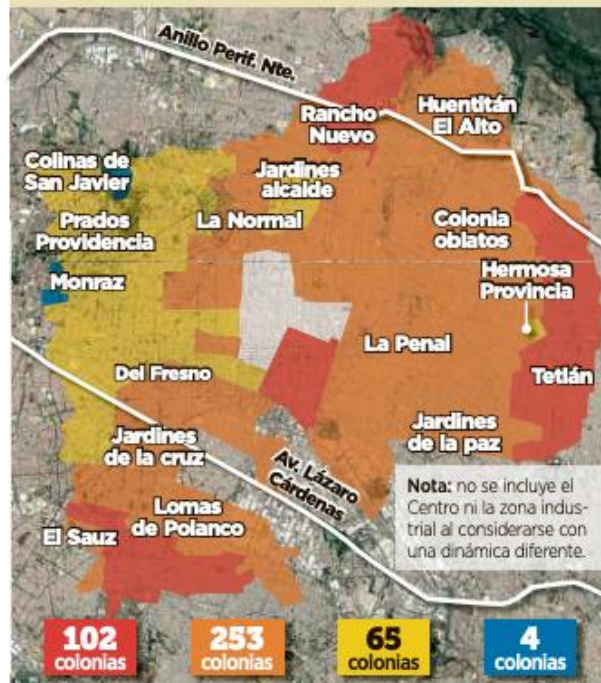 Anillo Perif. Nte.
Rancho
Nuevo
Huentitán
El Alto
Colinas de
San Javier
Jardines
alcalde
Prados
Providencia
La Normal
Colonia
oblatos
Monraz
Hermosa
Provincia
La Penal
Del Fresno
Tetlán
Jardines
de la cruz
Jardines
de la paz
Av. Lázaro
Cárdenas
Lomas
de Polanco
El Sauz
Nota: no se incluye el
Centro ni la zona indus-
trial al considerarse con
una dinámica diferente.
102
colonias
253
colonias
65
colonias
4
colonias